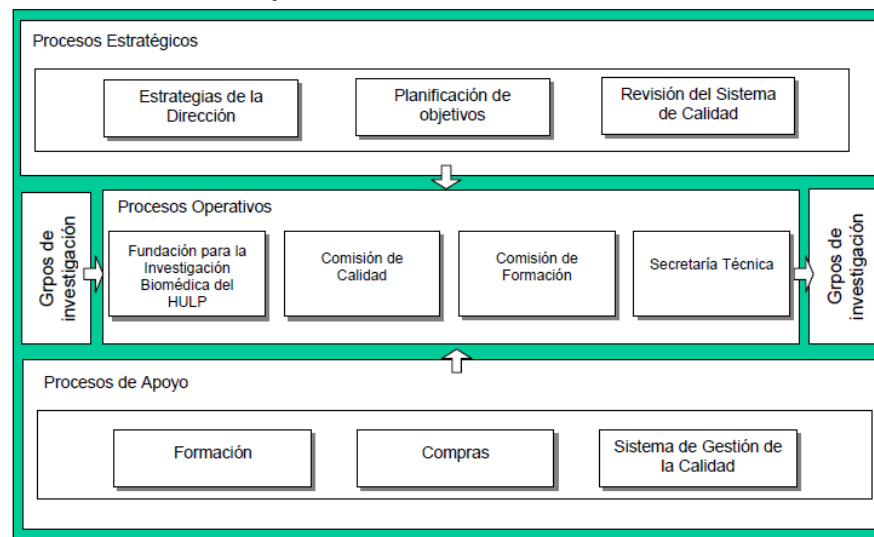 Procesos Estratégicos
Estrategias de la
Dirección
Planificación de
objetivos
Revisión del Sistema
de Calidad
Grpos de
investigación
Procesos Operativos
Fundación para la
Investigación
Biomédica del
HULP
Comisión de
Calidad
Comisión de
Formación
Secretaría Técnica
Grpos de
investigación
Procesos de Apoyo
Formación
Compras
Sistema de Gestión de
la Calidad